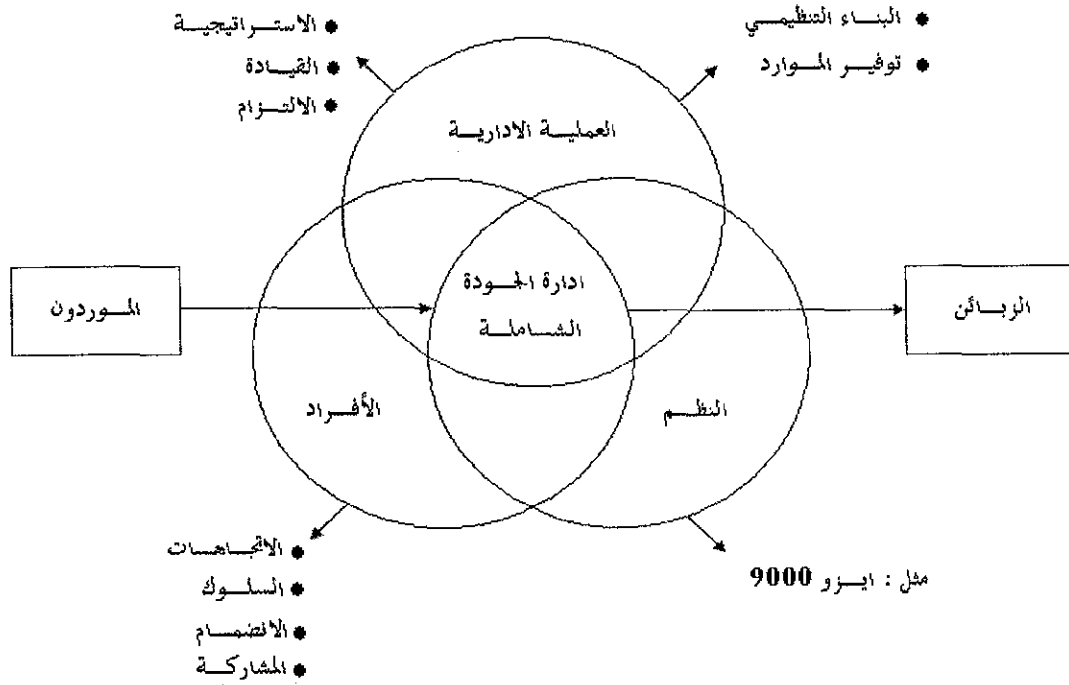 ● البناء التنظيمي
● توفير الموارد
● الاستراتيجية
● القيادة
● الالتزام
العملية الادارية
الموردون
ادارة الجودة
الشاملة
الزبائن
الأفراد
النظم
● الاتجاهات
● السلوك
● الانضمام
● المشاركة
مثل : ايزو 9000